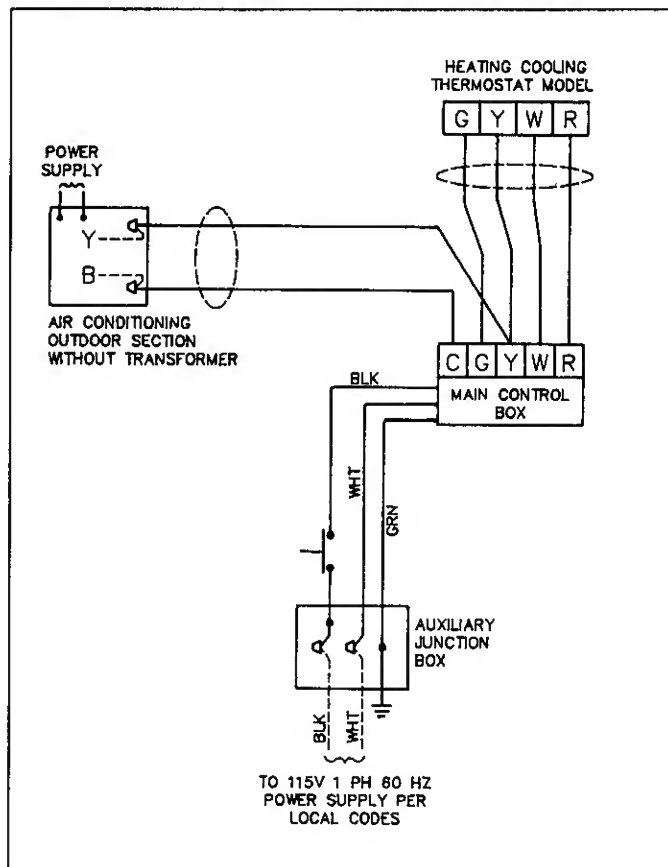 HEATING COOLING
THERMOSTAT MODEL
G Y W R
POWER
SUPPLY
Y
B
AIR CONDITIONING
OUTDOOR SECTION
WITHOUT TRANSFORMER
C G Y W R
BLK
MAIN CONTROL
BOX
WHT
GRN
AUXILIARY
JUNCTION
BOX
BLK
WHT
TO 115V 1 PH 60 HZ
POWER SUPPLY PER
LOCAL CODES